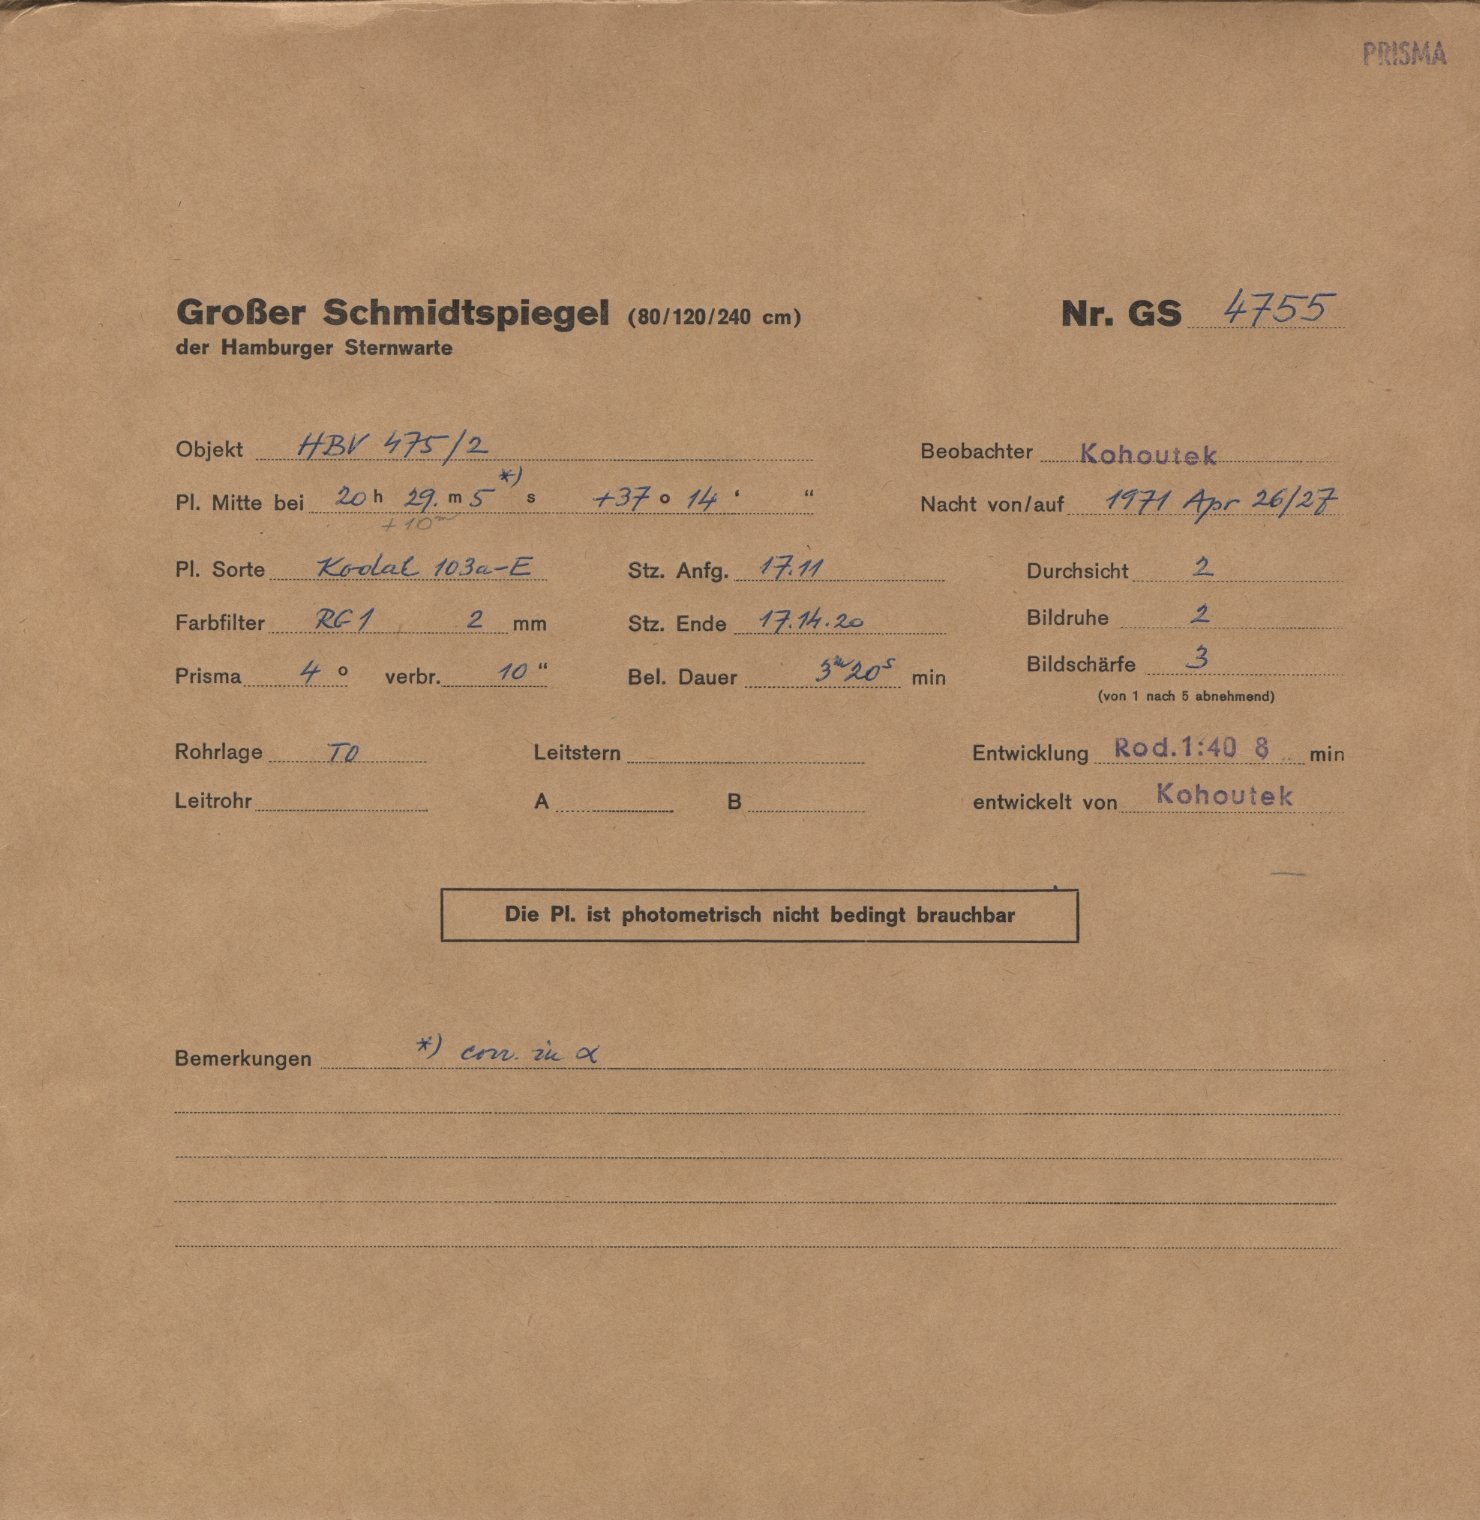 PRISMA
Großer Schmidtspiegel (80/120/240 cm) Nr. GS 4755
der Hamburger Sternwarte
Objekt HBV 475/2 Beobachter Kohoutek
Pl. Mitte bei 20 h 29. m 5 *) s +37 o 14 ‘ “ Nacht von/auf 1971 Apr 26/27
+10m
Pl. Sorte Kodak 103a-E Stz. Anfg. 17.11 Durchsicht 2
Farbfilter RG1 2 mm Stz. Ende 17.14.20 Bildruhe 2
Prisma 4 o verbr. 10 “ Bel. Dauer 3m20s min Bildschärfe 3
(von 1 nach 5 abnehmend)
Rohrlage TO Leitstern Entwicklung Rod.1:40 8 min
Leitrohr A B entwickelt von Kohoutek
Die Pl. ist photometrisch nicht bedingt brauchbar
Bemerkungen *) corr. in α